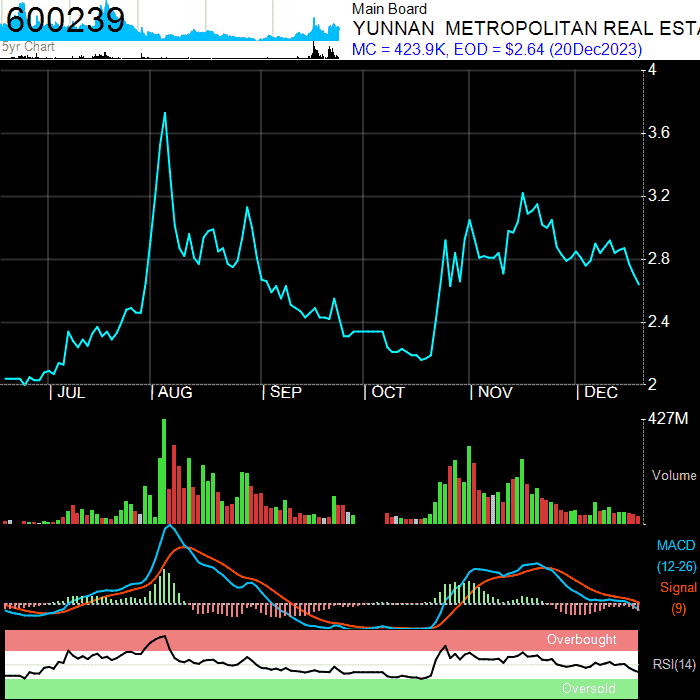 600239
5yr Chart
Main Board
YUNNAN METROPOLITAN REAL ESTA
MC = 423.9K, EOD = $2.64 (20Dec2023)
4
3.6
3.2
2.8
2.4
2
JUL
AUG
SEP
OCT
NOV
DEC
427M
Volume
MACD
(12-26)
Signal
(9)
Overbought
RSI(14)
Oversold